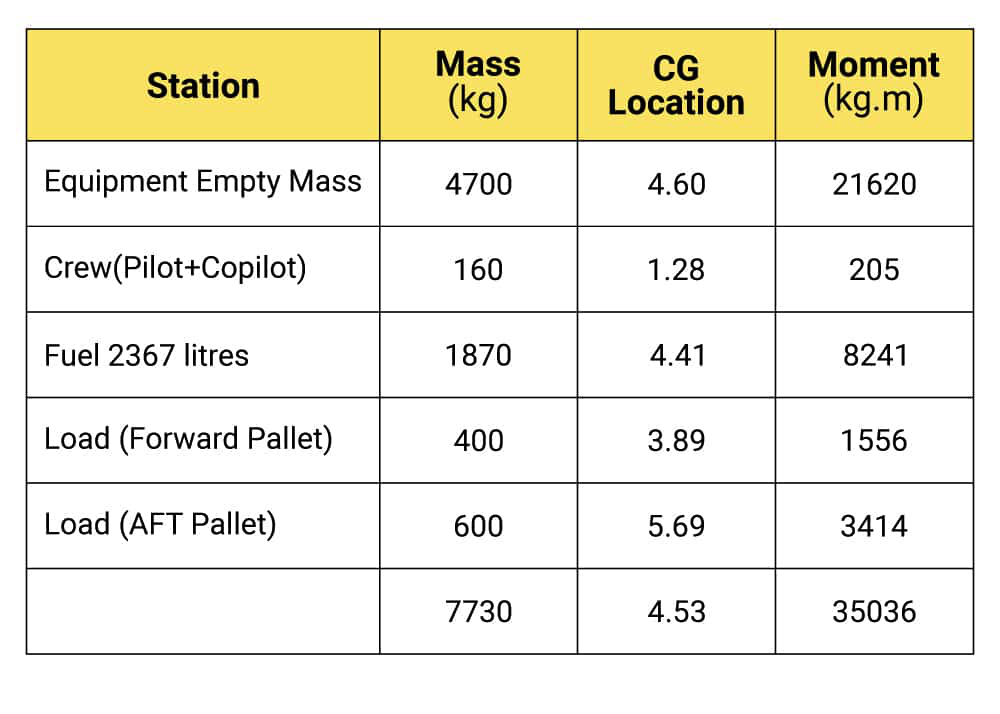 Station Mass (kg) CG Location Moment (kg.m)
Equipment Empty Mass 4700 4.60 21620
Crew(Pilot+Copilot) 160 1.28 205
Fuel 2367 litres 1870 4.41 8241
Load (Forward Pallet) 400 3.89 1556
Load (AFT Pallet) 600 5.69 3414
7730 4.53 35036